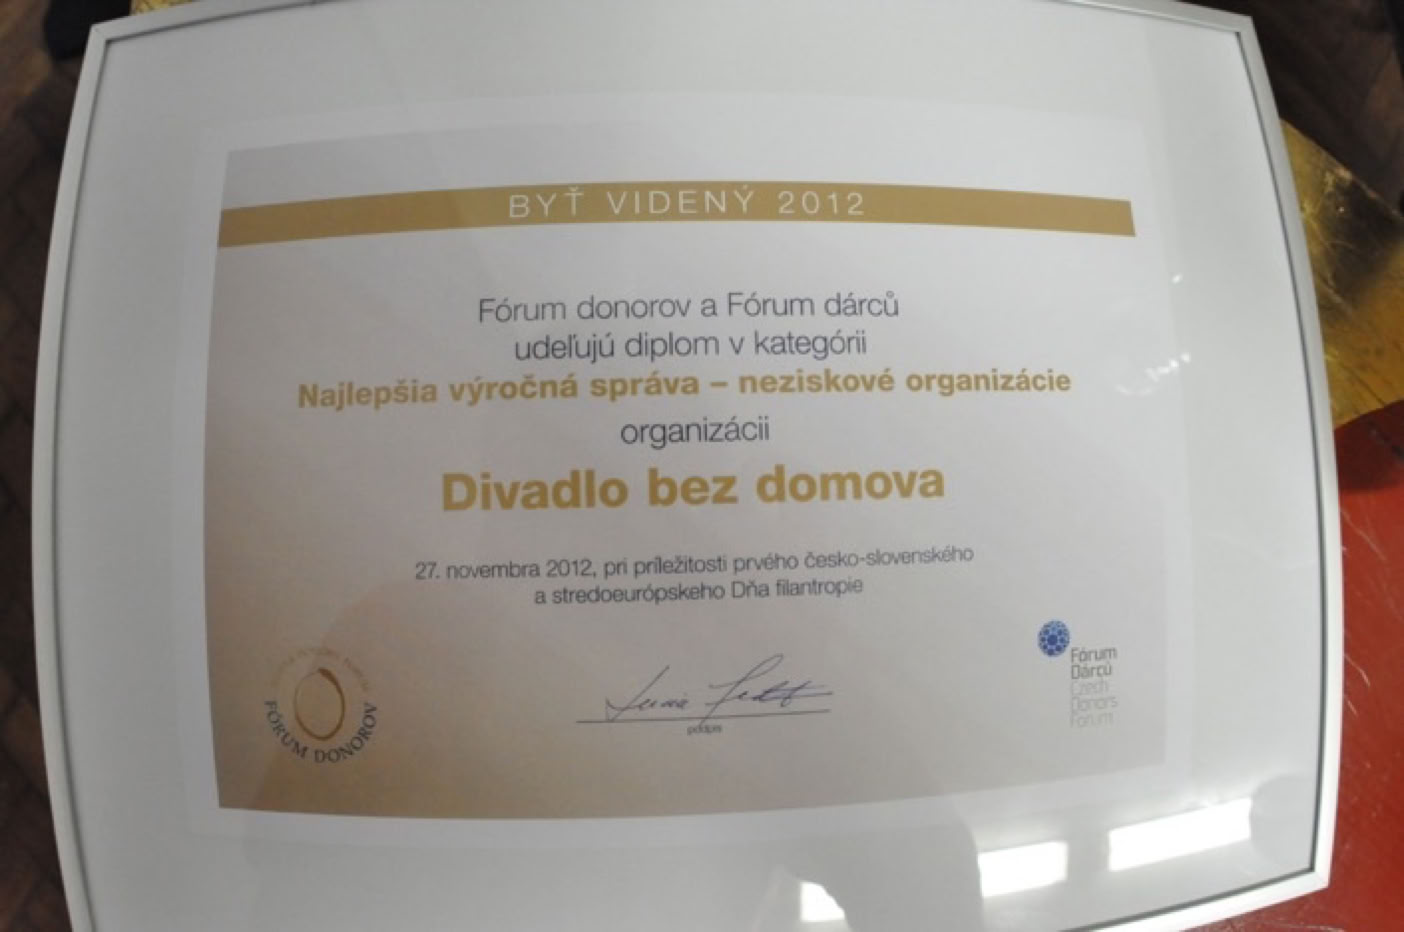 BYŤ VIDENÝ 2012
Fórum donorov a Fórum dárců
udeľujú diplom v kategórii
Najlepšia výročná správa – neziskové organizácie
organizácii
Divadlo bez domova
27. novembra 2012, pri príležitosti prvého česko-slovenského
a stredoeurópskeho Dňa filantropie
podpis
FÓRUM DONOROV
Fórum
Dárců
Czech
Donors
Forum